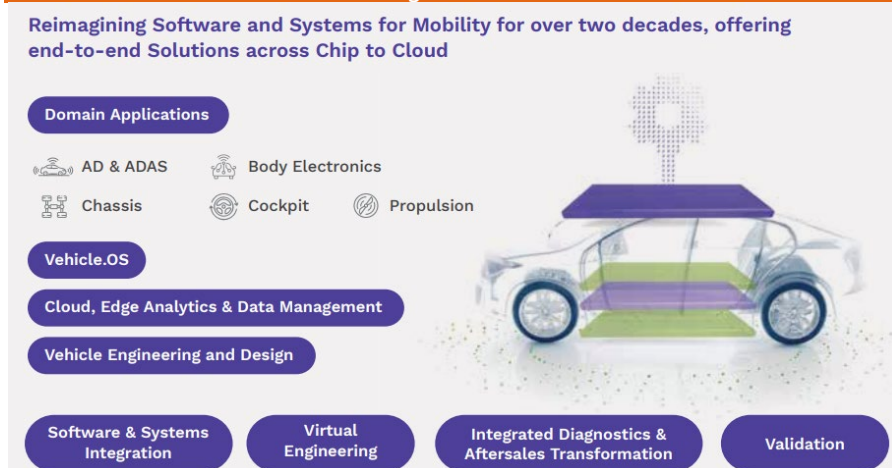 Reimagining Software and Systems for Mobility for over two decades, offering
end-to-end Solutions across Chip to Cloud
Domain Applications
AD & ADAS
Body Electronics
Chassis
Cockpit
Propulsion
Vehicle.OS
Cloud, Edge Analytics & Data Management
Vehicle Engineering and Design
Software & Systems
Integration
Virtual
Engineering
Integrated Diagnostics &
Aftersales Transformation
Validation